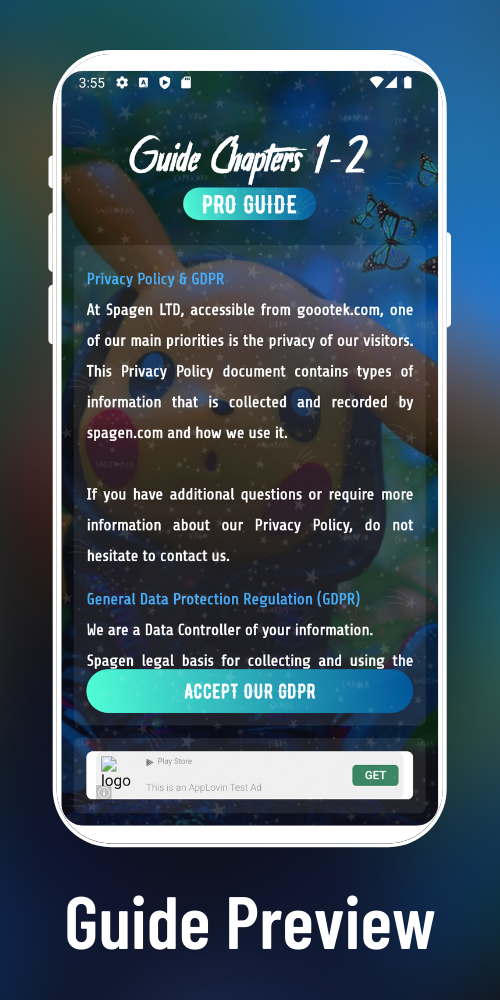 3:55
Guide Chapters 1-2
PRO GUIDE
Privacy Policy & GDPR
At Spagen LTD, accessible from goootek.com, one
of our main priorities is the privacy of our visitors.
This Privacy Policy document contains types of
information that is collected and recorded by
spagen.com and how we use it.
If you have additional questions or require more
information about our Privacy Policy, do not
hesitate to contact us.
General Data Protection Regulation (GDPR)
We are a Data Controller of your information.
Spagen legal basis for collecting and using the
ACCEPT OUR GDPR
logo
Play Store
This is an AppLovin Test Ad
GET
Guide Preview